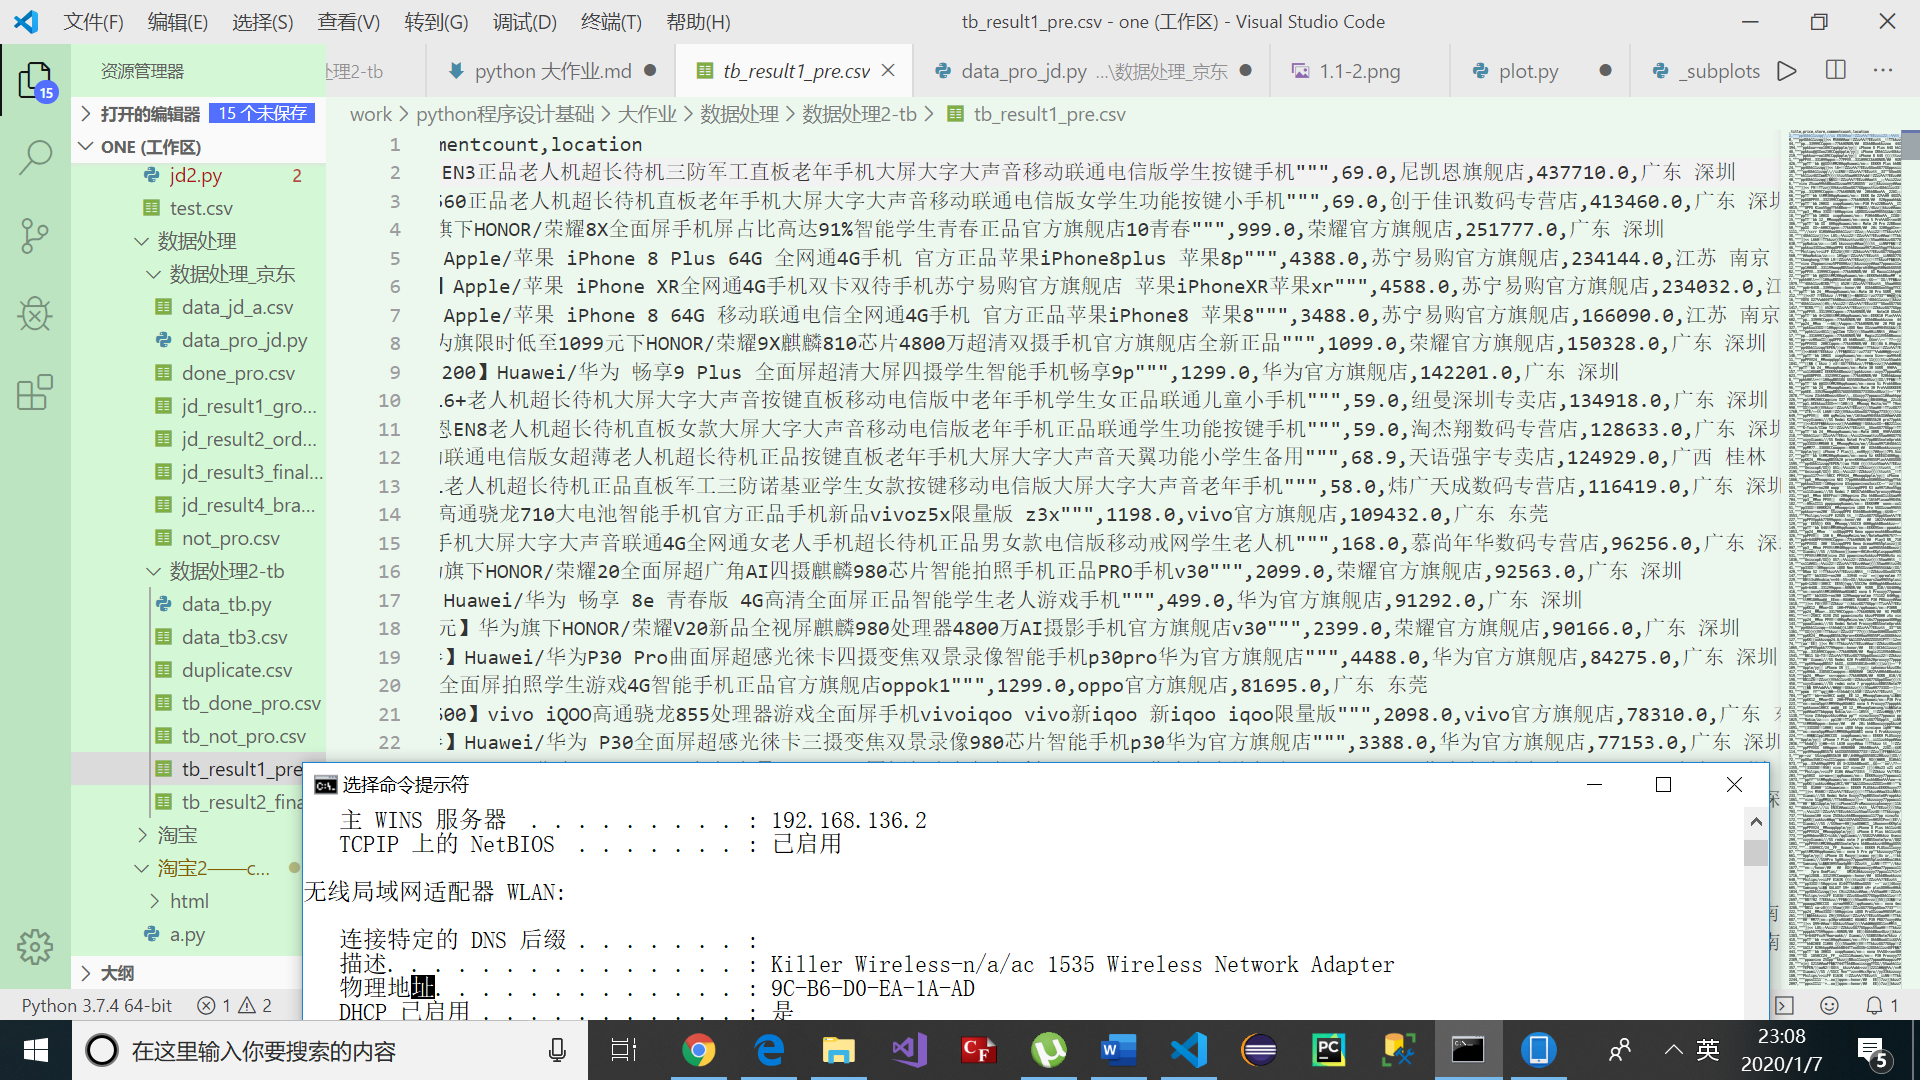 文件(F) 编辑(E) 选择(S) 查看(V) 转到(G) 调试(D) 终端(T) 帮助(H) tb_result1_pre.csv - one (工作区) - Visual Studio Code
资源管理器
理2-tb python 大作业.md tb_result1_pre.csv data_pro_jd.py ...\数据处理_京东 1.1-2.png plot.py _subplots
打开的编辑器 15 个未保存
work > python程序设计基础 > 大作业 > 数据处理 > 数据处理2-tb > tb_result1_pre.csv
ONE (工作区)
jd2.py 2
test.csv
数据处理
数据处理_京东
data_jd_a.csv
data_pro_jd.py
done_pro.csv
jd_result1_gro...
jd_result2_ord...
jd_result3_final...
jd_result4_bra...
not_pro.csv
数据处理2-tb
data_tb.py
data_tb3.csv
duplicate.csv
tb_done_pro.csv
tb_not_pro.csv
tb_result1_pre
tb_result2_fina
淘宝
淘宝2——c...
html
a.py
大纲
1 mentcount,location
2 EN3正品老人机超长待机三防军工直板老年手机大屏大字大声音移动联通电信版学生按键手机""",69.0,尼凯恩旗舰店,437710.0,广东 深圳
3 560正品老人机超长待机直板老年手机大屏大字大声音移动联通电信版女学生功能按键小手机""",69.0,创于佳讯数码专营店,413460.0,广东 深圳
4 旗下HONOR/荣耀8X全面屏手机屏占比高达91%智能学生青春正品官方旗舰店10青春""",999.0,荣耀官方旗舰店,251777.0,广东 深圳
5 Apple/苹果 iPhone 8 Plus 64G 全网通4G手机 官方正品苹果iPhone8plus 苹果8p""",4388.0,苏宁易购官方旗舰店,234144.0,江苏 南京
6 Apple/苹果 iPhone XR全网通4G手机双卡双待手机苏宁易购官方旗舰店 苹果iPhoneXR苹果xr""",4588.0,苏宁易购官方旗舰店,234032.0,江
7 Apple/苹果 iPhone 8 64G 移动联通电信全网通4G手机 官方正品苹果iPhone8 苹果8""",3488.0,苏宁易购官方旗舰店,166090.0,江苏 南京
8 为旗限时低至1099元下HONOR/荣耀9X麒麟810芯片4800万超清双摄手机官方旗舰店全新正品""",1099.0,荣耀官方旗舰店,150328.0,广东 深圳
9 200】Huawei/华为 畅享9 Plus 全面屏超清大屏四摄学生智能手机畅享9p""",1299.0,华为官方旗舰店,142201.0,广东 深圳
10 16+老人机超长待机大屏大字大声音按键直板移动电信版中老年手机学生女正品联通儿童小手机""",59.0,纽曼深圳专卖店,134918.0,广东 深圳
11 恩EN8老人机超长待机直板女款大屏大字大声音移动电信版老年手机正品联通学生功能按键手机""",59.0,淘杰翔数码专营店,128633.0,广东 深圳
12 动联通电信版女超薄老人机超长待机正品按键直板老年手机大屏大字大声音天翼功能小学生备用""",68.9,天语强宇专卖店,124929.0,广西 桂林
13 老人机超长待机正品直板军工三防诺基亚学生女款按键移动电信版大屏大字大声音老年手机""",58.0,炜广天成数码专营店,116419.0,广东 深圳
14 高通骁龙710大电池智能手机官方正品手机新品vivoz5x限量版 z3x""",1198.0,vivo官方旗舰店,109432.0,广东 东莞
15 手机大屏大字大声音联通4G全网通女老人手机超长待机正品男女款电信版移动戒网学生老人机""",168.0,慕尚年华数码专营店,96256.0,广东 深
16 旗下HONOR/荣耀20全面屏超广角AI四摄麒麟980芯片智能拍照手机正品PRO手机v30""",2099.0,荣耀官方旗舰店,92563.0,广东 深圳
17 Huawei/华为 畅享 8e 青春版 4G高清全面屏正品智能学生老人游戏手机""",499.0,华为官方旗舰店,91292.0,广东 深圳
18 元】华为旗下HONOR/荣耀V20新品全视屏麒麟980处理器4800万AI摄影手机官方旗舰店v30""",2399.0,荣耀官方旗舰店,90166.0,广东 深圳
19 】Huawei/华为P30 Pro曲面屏超感光徕卡四摄变焦双景录像智能手机p30pro华为官方旗舰店""",4488.0,华为官方旗舰店,84275.0,广东 深圳
20 全面屏拍照学生游戏4G智能手机正品官方旗舰店oppok1""",1299.0,oppo官方旗舰店,81695.0,广东 东莞
21 500】vivo iQOO高通骁龙855处理器游戏全面屏手机vivoiqoo vivo新iqoo 新iqoo iqoo限量版""",2098.0,vivo官方旗舰店,78310.0,广东
22 】Huawei/华为 P30全面屏超感光徕卡三摄变焦双景录像980芯片智能手机p30华为官方旗舰店""",3388.0,华为官方旗舰店,77153.0,广东 深圳
选择命令提示符
主 WINS 服务器 . . . . . . . . . . : 192.168.136.2
TCPIP 上的 NetBIOS . . . . . . . : 已启用
无线局域网适配器 WLAN:
连接特定的 DNS 后缀 . . . . . . . :
描述. . . . . . . . . . . . . . . : Killer Wireless-n/a/ac 1535 Wireless Network Adapter
物理地址. . . . . . . . . . . . . : 9C-B6-D0-EA-1A-AD
DHCP 已启用 . . . . . . . . . . . : 是
Python 3.7.4 64-bit 1 2 1
在这里输入你要搜索的内容
英 23:08
2020/1/7 5